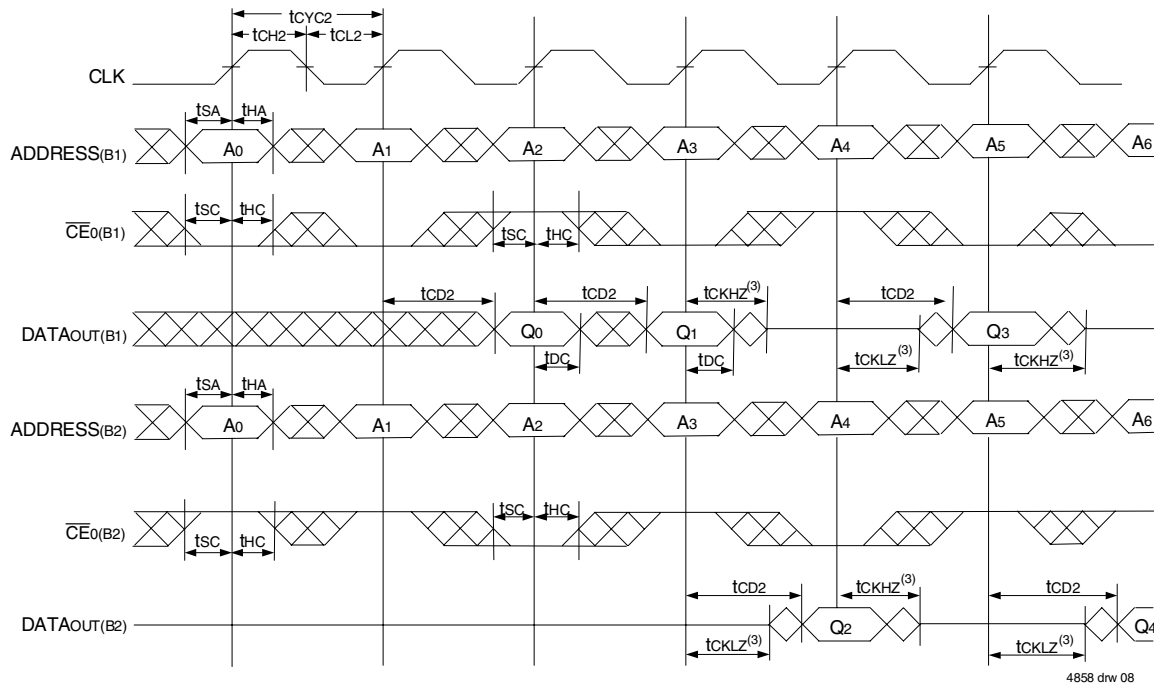 tCYC2
tCH2 tCL2
CLK
tSA tHA
ADDRESS(B1) A0 A1 A2 A3 A4 A5 A6
tSC tHC
CE0(B1)
tSC tHC
tCD2 tCD2 tCKHZ(3) tCD2
DATAOUT(B1) Q0 Q1 Q3
tDC tDC tCKLZ(3) tCKHZ(3)
tSA tHA
ADDRESS(B2) A0 A1 A2 A3 A4 A5 A6
tSC tHC
CE0(B2)
tSC tHC
tCD2 tCKHZ(3) tCD2
DATAOUT(B2) Q2 Q4
tCKLZ(3) tCKLZ(3)
4858 drw 08